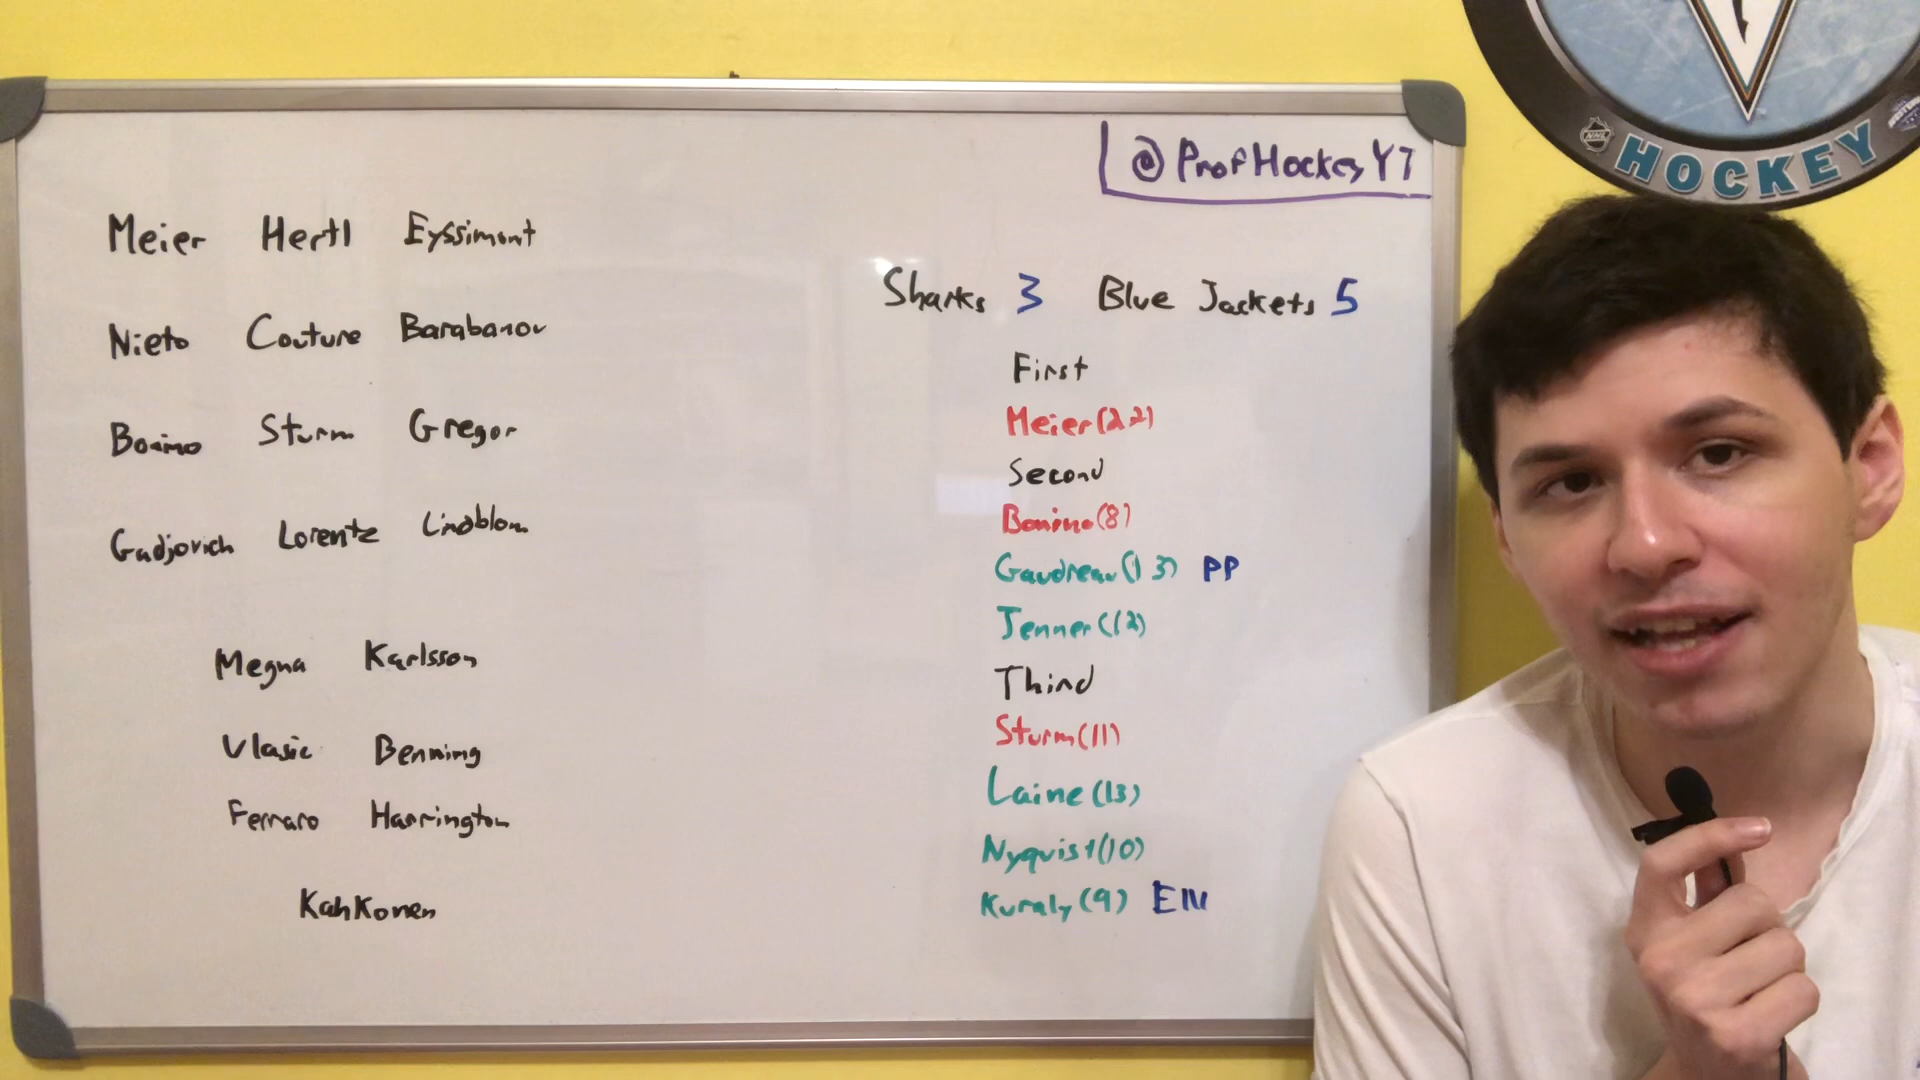 @ProfHockeyYT
NHL
HOCKEY
Meier Hertl Eyssimont
Nieto Couture Barabanov
Bonino Sturm Gregor
Gadjovich Lorentz Lindblom
Megna Karlsson
Vlasic Benning
Ferraro Harrington
Kahkonen
Sharks 3 Blue Jackets 5
First
Meier(22)
Second
Bonino(8)
Gaudreau(13) PP
Jenner(12)
Third
Sturm(11)
Laine(13)
Nyquist(10)
Kuraly(9) EN